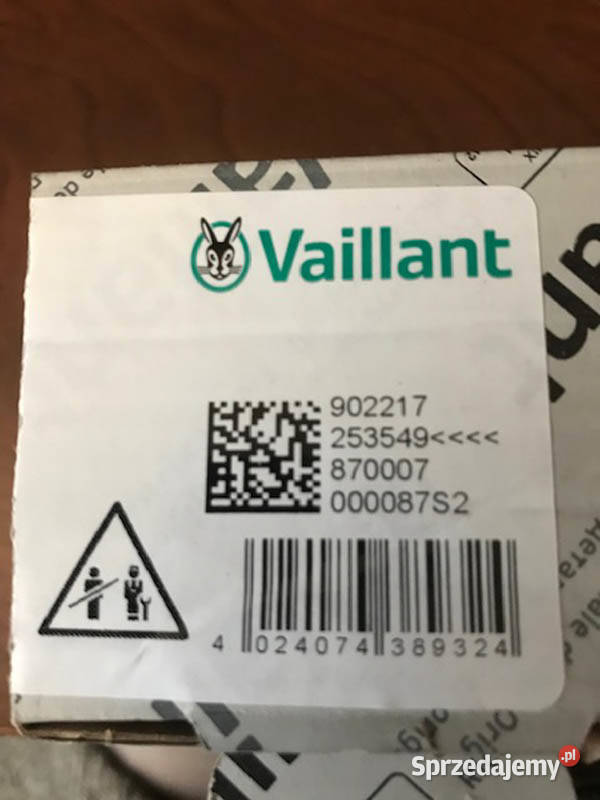 Vaillant
902217
253549<<<<
870007
000087S2
4 024074 389324
Sprzedajemy.pl